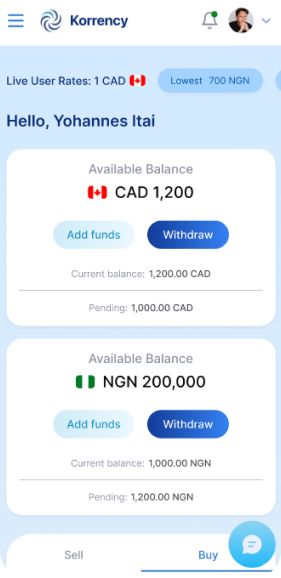 Korrency
Live User Rates: 1 CAD
Lowest 700 NGN
Hello, Yohannes Itai
Available Balance
CAD 1,200
Add funds
Withdraw
Current balance: 1,200.00 CAD
Pending: 1,000.00 CAD
Available Balance
NGN 200,000
Add funds
Withdraw
Current balance: 1,000.00 NGN
Pending: 1,200.00 NGN
Sell
Buy